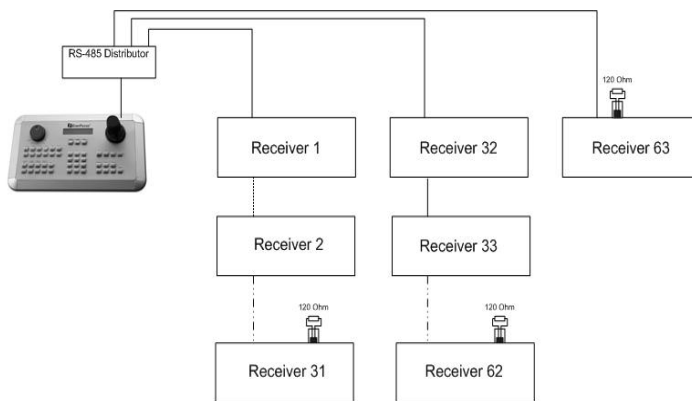 RS-485 Distributor
120 Ohm
Receiver 1
Receiver 32
Receiver 63
Receiver 2
Receiver 33
120 Ohm
120 Ohm
Receiver 31
Receiver 62